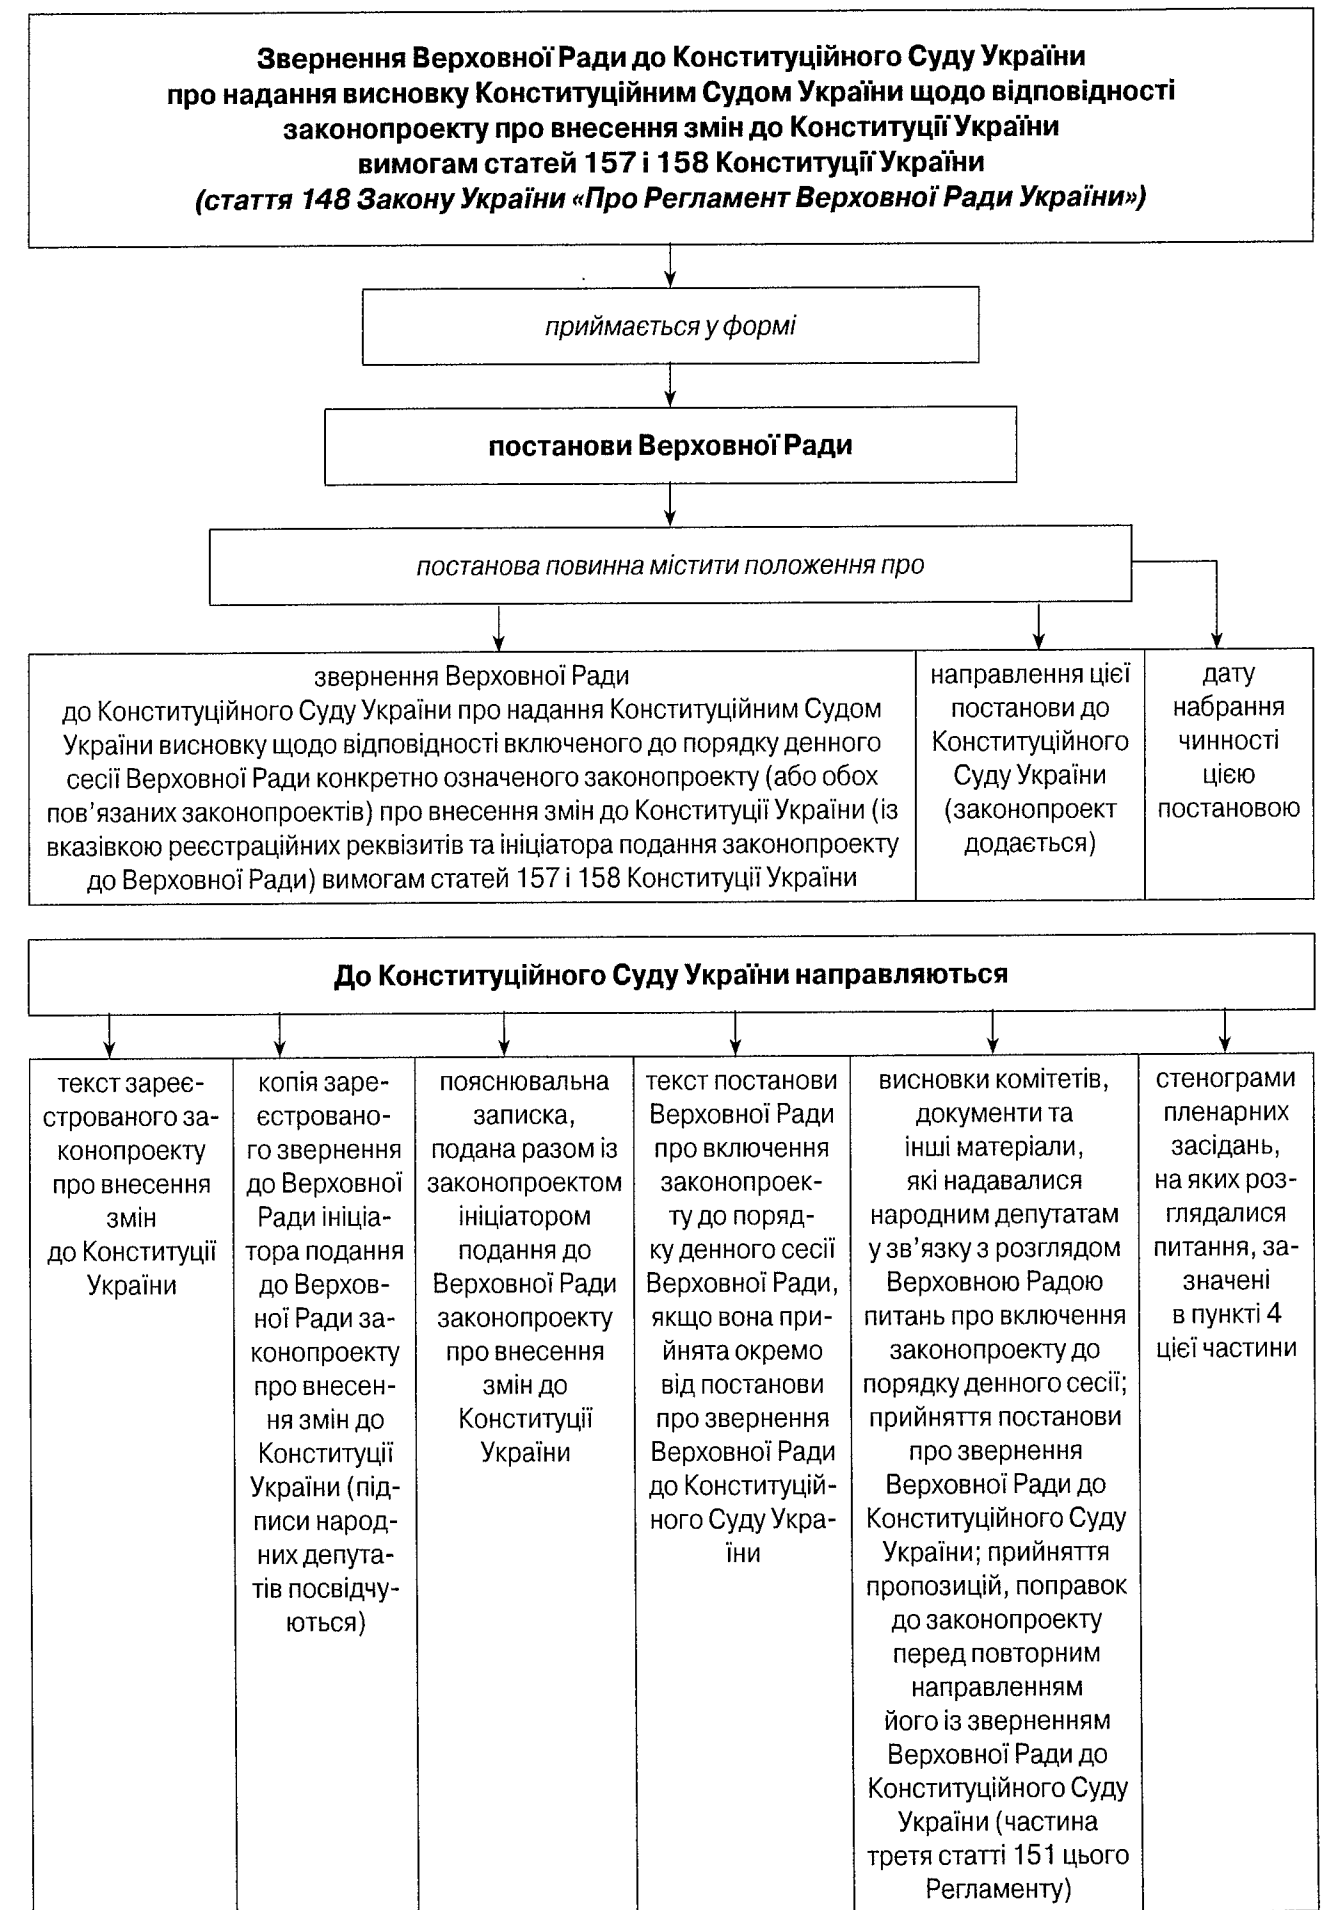 Звернення Верховної Ради до Конституційного Суду України
про надання висновку Конституційним Судом України щодо відповідності
законопроекту про внесення змін до Конституції України
вимогам статей 157 і 158 Конституції України
(стаття 148 Закону України «Про Регламент Верховної Ради України»)
приймається у формі
постанови Верховної Ради
постанова повинна містити положення про
звернення Верховної Ради
до Конституційного Суду України про надання Конституційним Судом
України висновку щодо відповідності включеного до порядку денного
сесії Верховної Ради конкретно означеного законопроекту (або обох
пов’язаних законопроектів) про внесення змін до Конституції України (із
вказівкою реєстраційних реквізитів та ініціатора подання законопроекту
до Верховної Ради) вимогам статей 157 і 158 Конституції України
направлення цієї
постанови до
Конституційного
Суду України
(законопроект
додається)
дату
набрання
чинності
цією
постановою
До Конституційного Суду України направляються
текст зареє-
строваного за-
конопроекту
про внесення
змін
до Конституції
України
копія заре-
єстровано-
го звернення
до Верховної
Ради ініціа-
тора подання
до Верхов-
ної Ради за-
конопроекту
про внесен-
ня змін до
Конституції
України (під-
писи народ-
них депута-
тів посвідчу-
ються)
пояснювальна
записка,
подана разом із
законопроектом
ініціатором
подання до
Верховної Ради
законопроекту
про внесення
змін до
Конституції
України
текст постанови
Верховної Ради
про включення
законопроек-
ту до поряд-
ку денного сесії
Верховної Ради,
якщо вона при-
йнята окремо
від постанови
про звернення
Верховної Ради
до Конституцій-
ного Суду Укра-
їни
висновки комітетів,
документи та
інші матеріали,
які надавалися
народним депутатам
у зв’язку з розглядом
Верховною Радою
питань про включення
законопроекту до
порядку денного сесії;
прийняття постанови
про звернення
Верховної Ради до
Конституційного Суду
України; прийняття
пропозицій, поправок
до законопроекту
перед повторним
направленням
його із зверненням
Верховної Ради до
Конституційного Суду
України (частина
третя статті 151 цього
Регламенту)
стенограми
пленарних
засідань,
на яких роз-
глядалися
питання, за-
значені
в пункті 4
цієї частини